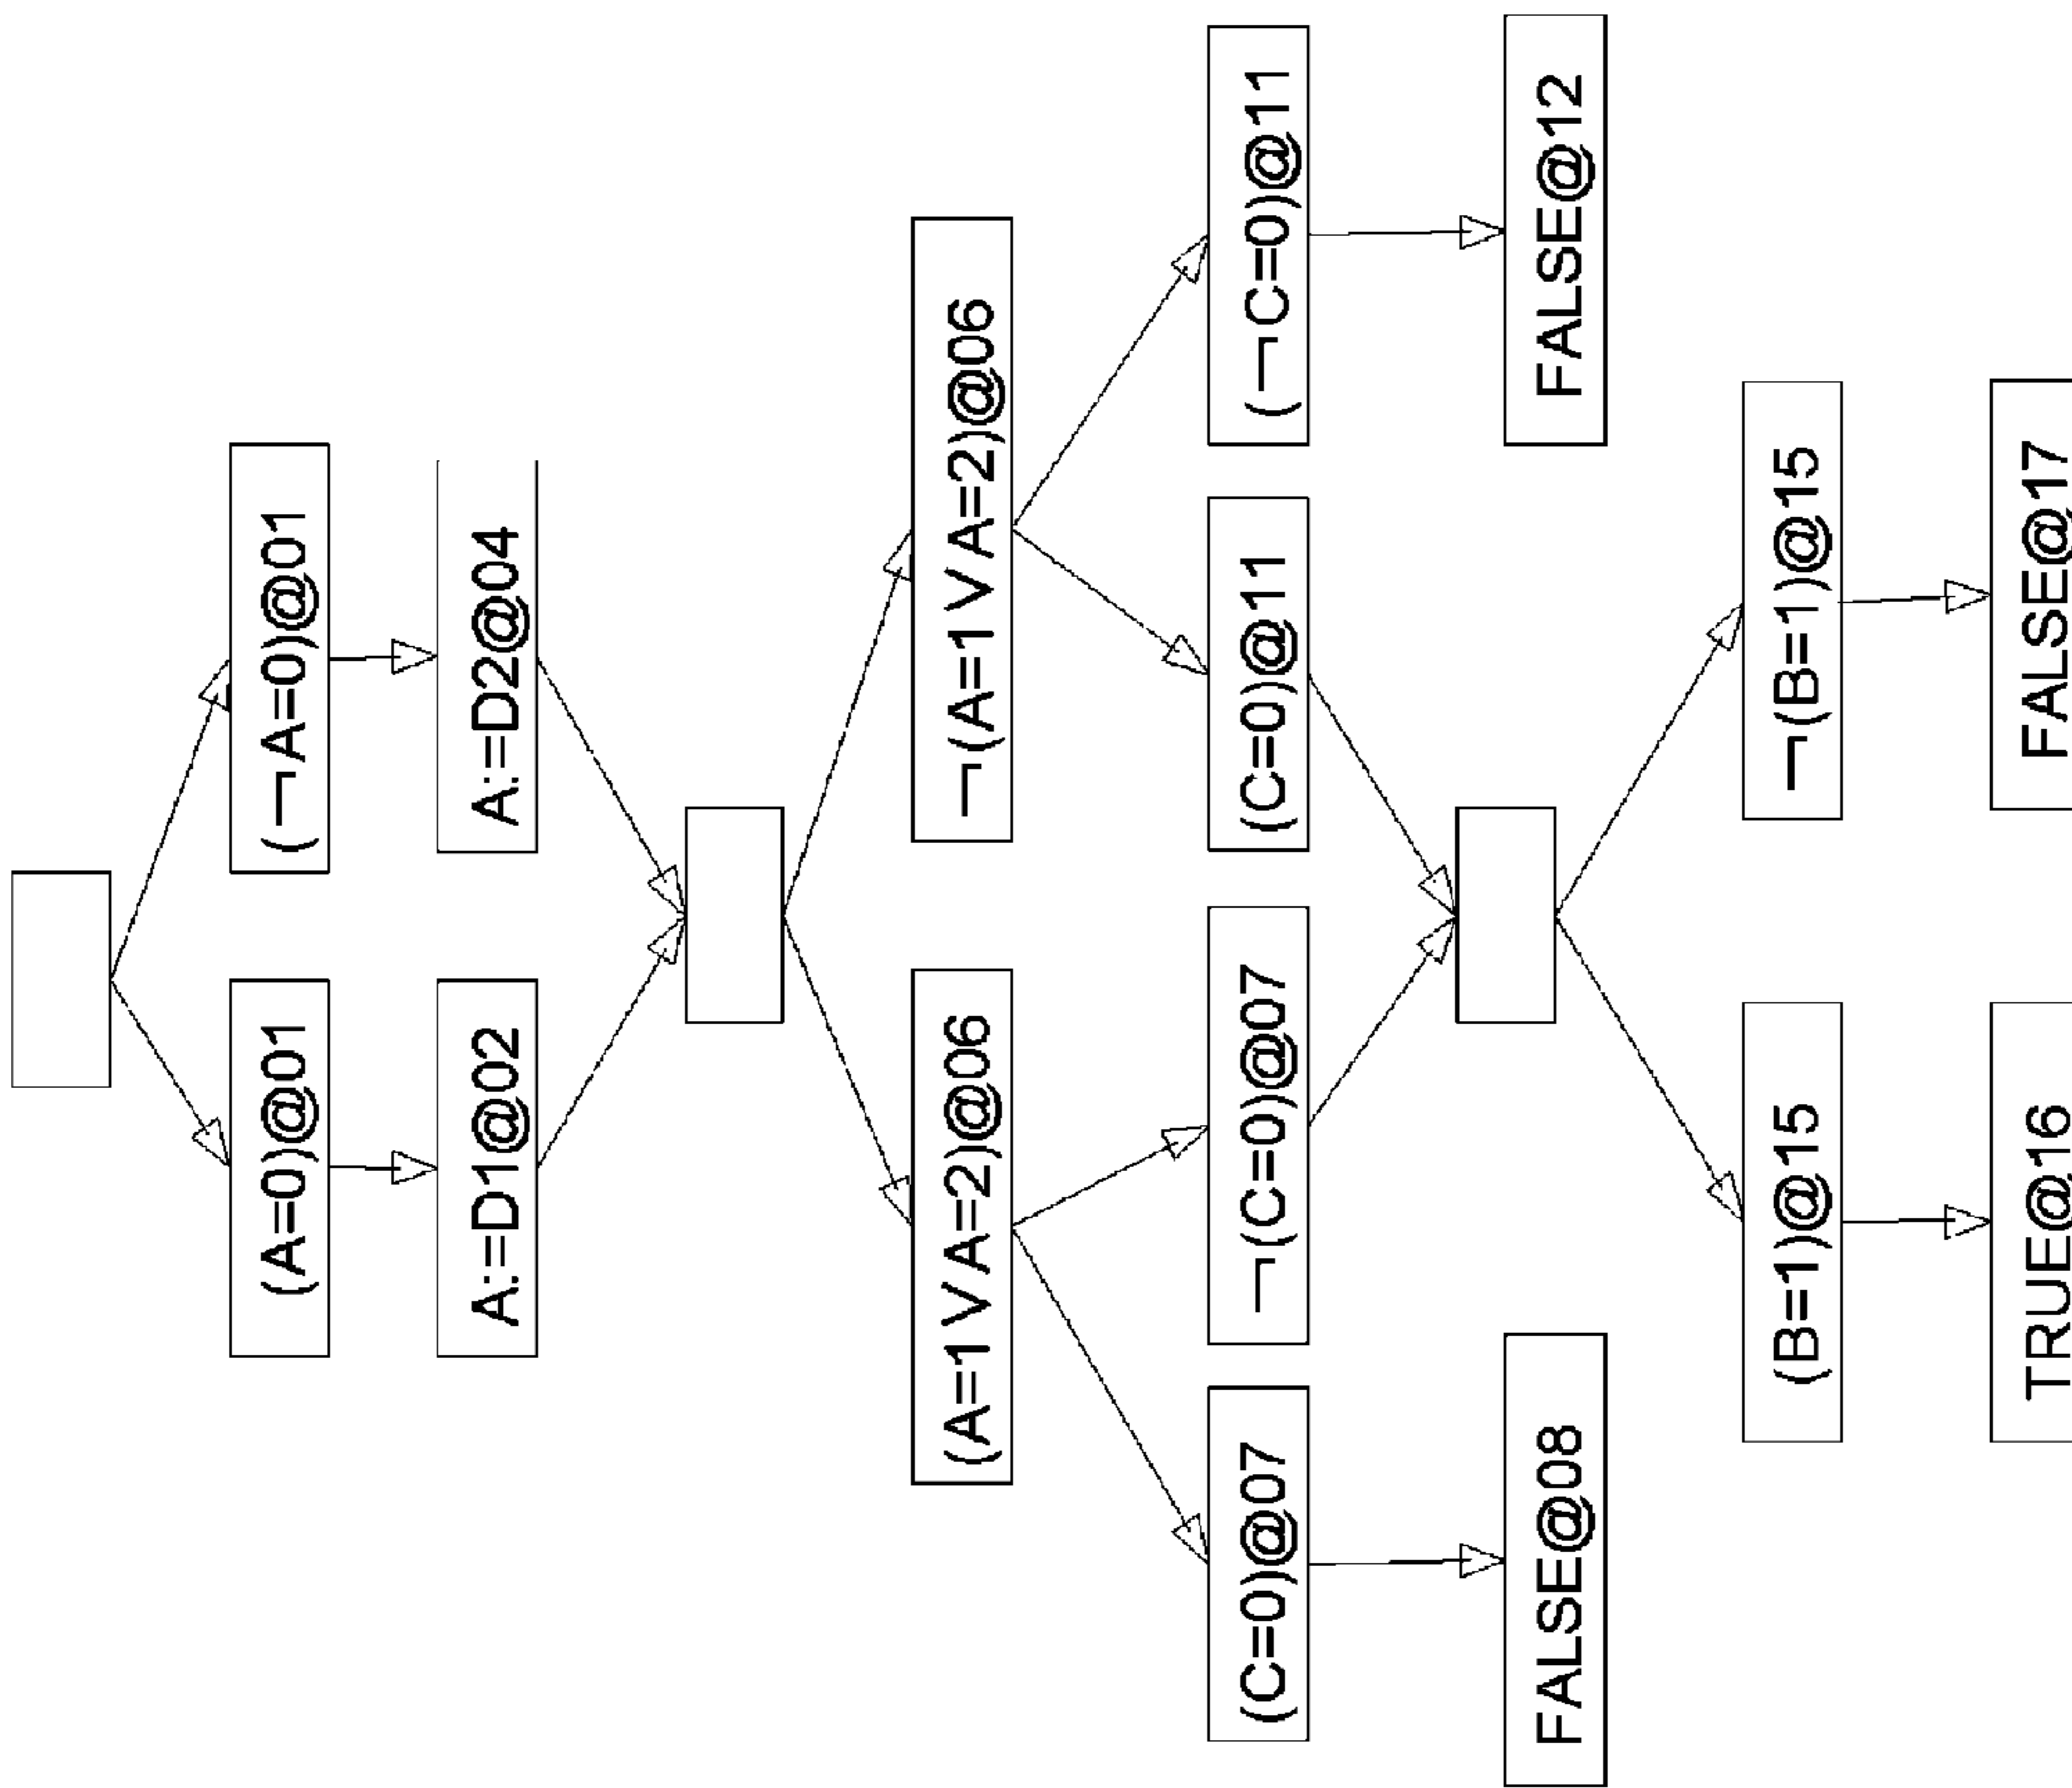 (A=0)@01
(¬A=0)@01
A:=D1@02
A:=D2@04
(A=1∨A=2)@06
¬(A=1∨A=2)@06
(C=0)@07
¬(C=0)@07
(C=0)@11
(¬C=0)@11
FALSE@08
FALSE@12
(B=1)@15
¬(B=1)@15
TRUE@16
FALSE@17